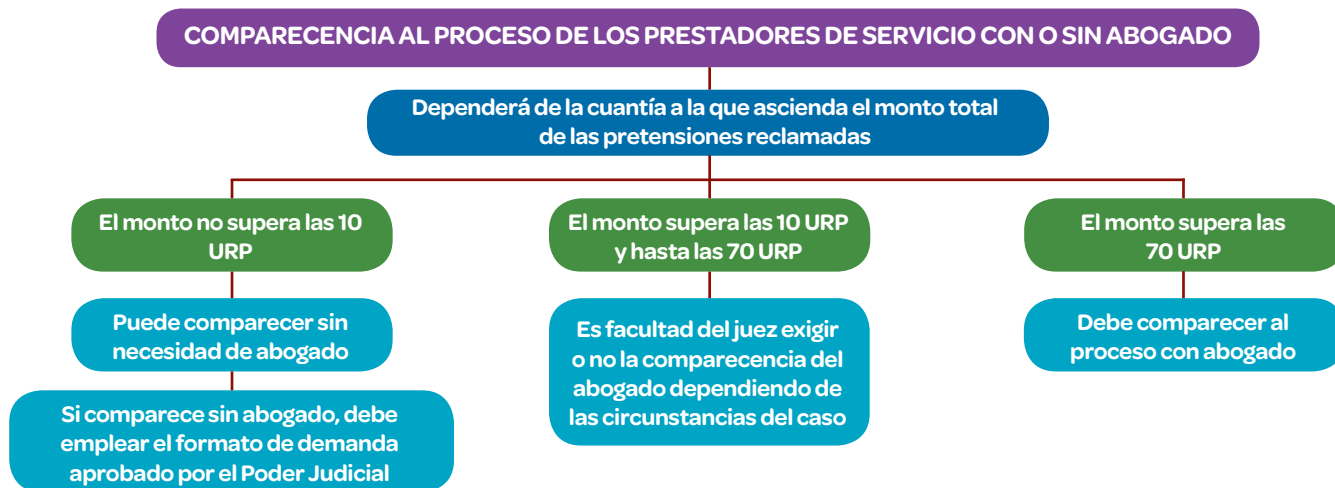 COMPARECENCIA AL PROCESO DE LOS PRESTADORES DE SERVICIO CON O SIN ABOGADO
Dependerá de la cuantía a la que ascienda el monto total
de las pretensiones reclamadas
El monto no supera las 10
URP
Puede comparecer sin
necesidad de abogado
Si comparece sin abogado, debe
emplear el formato de demanda
aprobado por el Poder Judicial
El monto supera las 10 URP
y hasta las 70 URP
Es facultad del juez exigir
o no la comparecencia del
abogado dependiendo de
las circunstancias del caso
El monto supera las
70 URP
Debe comparecer al
proceso con abogado